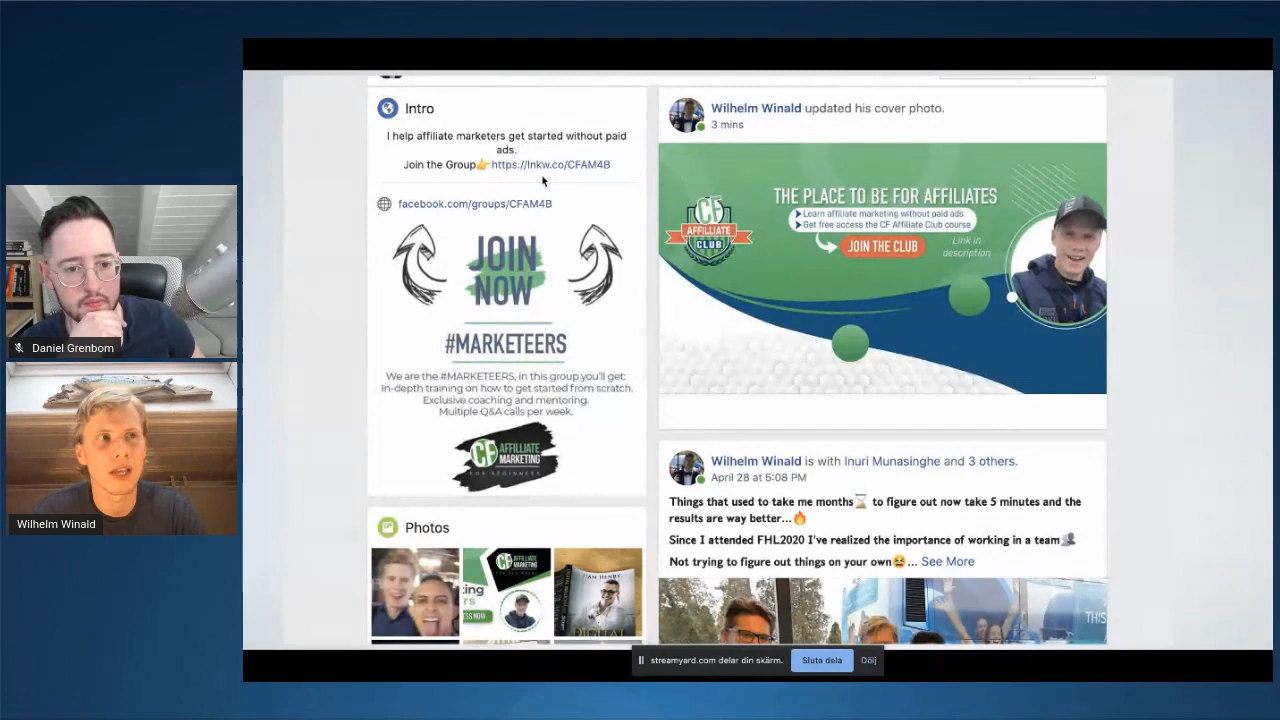 Intro
I help affiliate marketers get started without paid
ads.
Join the Group👉https://lnkw.co/CFAM4B
facebook.com/groups/CFAM4B
JOIN
NOW
#MARKETEERS
We are the #MARKETEERS, in this group you'll get:
In-depth training on how to get started from scratch.
Exclusive coaching and mentoring.
Multiple Q&A calls per week.
CF AFFILLIATE
MARKETING
FOR BEGINNERS
Photos
Wilhelm Winald updated his cover photo.
3 mins
CF
AFFILLIATE
CLUB
THE PLACE TO BE FOR AFFILIATES
Learn affiliate marketing without paid ads
Get free access the CF Affiliate Club course
JOIN THE CLUB
Link in
description
Wilhelm Winald is with Inuri Munasinghe and 3 others.
April 28 at 5:08 PM
Things that used to take me months⌛ to figure out now take 5 minutes and the
results are way better...🔥
Since I attended FHL2020 I've realized the importance of working in a team👥
Not trying to figure out things on your own😆... See More
THIS
Daniel Grenbom
Wilhelm Winald
streamyard.com delar din skärm.
Sluta dela
Dölj